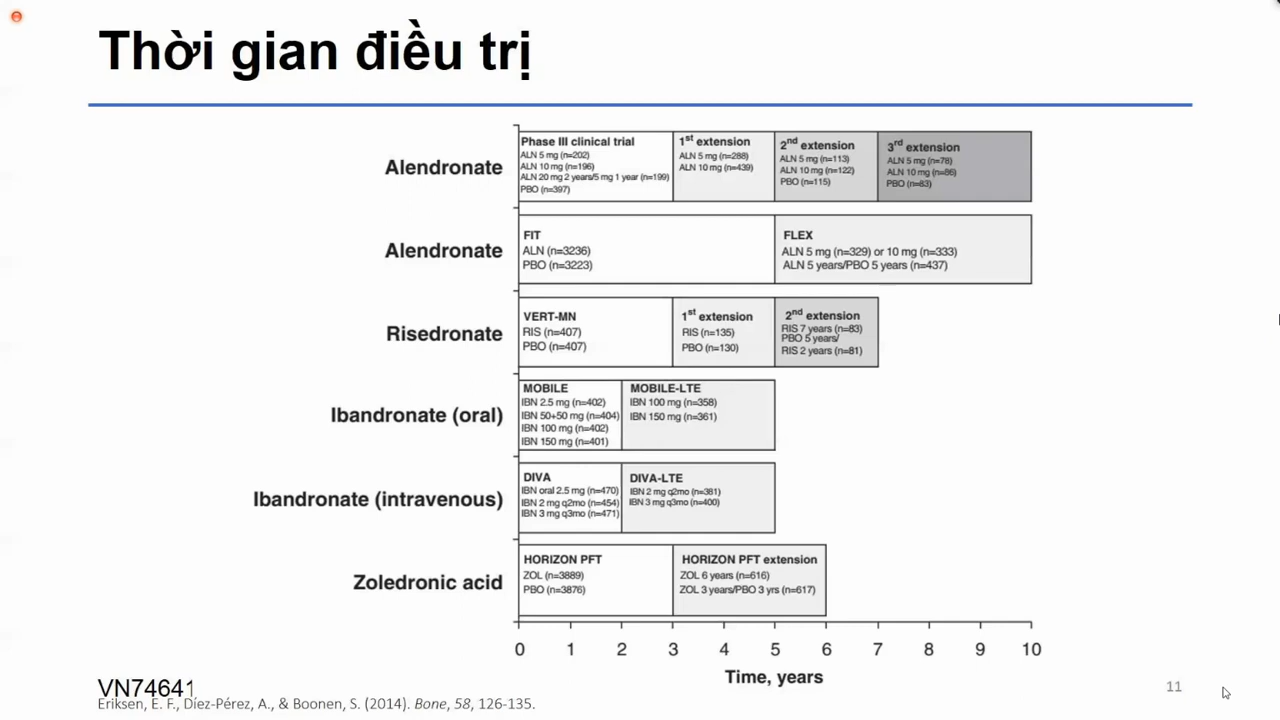 Thời gian điều trị
Alendronate
Phase III clinical trial
ALN 5 mg (n=202)
ALN 10 mg (n=196)
ALN 20 mg 2 years/5 mg 1 year (n=199)
PBO (n=397)
1st extension
ALN 5 mg (n=288)
ALN 10 mg (n=439)
2nd extension
ALN 5 mg (n=113)
ALN 10 mg (n=122)
PBO (n=115)
3rd extension
ALN 5 mg (n=78)
ALN 10 mg (n=86)
PBO (n=83)
Alendronate
FIT
ALN (n=3236)
PBO (n=3223)
FLEX
ALN 5 mg (n=329) or 10 mg (n=333)
ALN 5 years/PBO 5 years (n=437)
Risedronate
VERT-MN
RIS (n=407)
PBO (n=407)
1st extension
RIS (n=135)
PBO (n=130)
2nd extension
RIS 7 years (n=83)
PBO 5 years/
RIS 2 years (n=81)
Ibandronate (oral)
MOBILE
IBN 2.5 mg (n=402)
IBN 50+50 mg (n=404)
IBN 100 mg (n=402)
IBN 150 mg (n=401)
MOBILE-LTE
IBN 100 mg (n=358)
IBN 150 mg (n=361)
Ibandronate (intravenous)
DIVA
IBN oral 2.5 mg (n=470)
IBN 2 mg q2mo (n=454)
IBN 3 mg q3mo (n=471)
DIVA-LTE
IBN 2 mg q2mo (n=381)
IBN 3 mg q3mo (n=400)
Zoledronic acid
HORIZON PFT
ZOL (n=3889)
PBO (n=3876)
HORIZON PFT extension
ZOL 6 years (n=616)
ZOL 3 years/PBO 3 yrs (n=617)
0 1 2 3 4 5 6 7 8 9 10
Time, years
VN74641
Eriksen, E. F., Díez-Pérez, A., & Boonen, S. (2014). Bone, 58, 126-135.
11